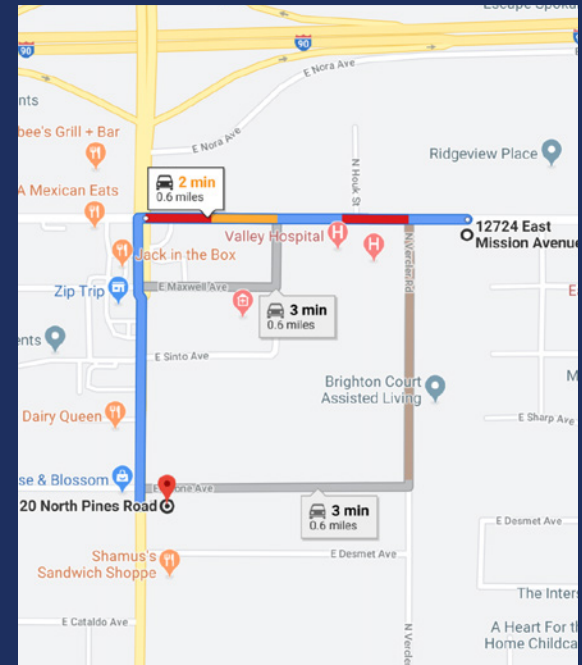 90
90
90
E Nora Ave
nts
bee's Grill + Bar
E Nora Ave
N Houk St
Ridgeview Place
2 min
0.6 miles
A Mexican Eats
12724 East
Mission Avenue
Valley Hospital
H
H
N Vercler Rd
Jack in the Box
Zip Trip
E Maxwell Ave
3 min
0.6 miles
ents
E Sinto Ave
Brighton Court
Assisted Living
M
Dairy Queen
E Sharp Ave
se & Blossom
20 North Pines Road
3 min
0.6 miles
E Desmet Ave
Shamus's
Sandwich Shoppe
E Desmet Ave
The Inters
E Cataldo Ave
A Heart For th
Home Childca